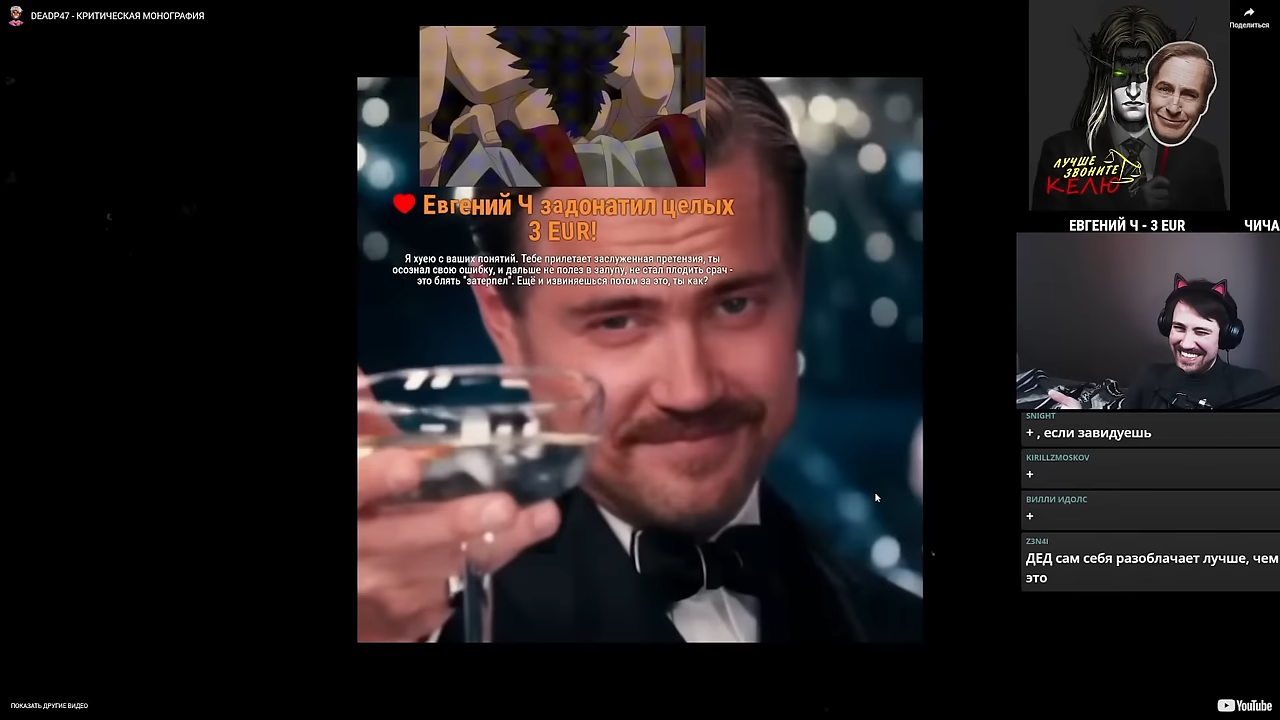 DEADP47 - КРИТИЧЕСКАЯ МОНОГРАФИЯ
Поделиться
ЛУЧШЕ
ЗВОНИТЕ
КЕЛЮ
Евгений Ч задонатил целых
3 EUR!
Я хуею с ваших понятий. Тебе прилетает заслуженная претензия, ты
осознал свою ошибку, и дальше не полез в залупу, не стал плодить срач -
это блять "затерпел". Ещё и извиняешься потом за это, ты как?
ЕВГЕНИЙ Ч - 3 EUR
ЧИЧА
SNIGHT
+ , если завидуешь
KIRILLZMOSKOV
+
ВИЛЛИ ИДОЛС
+
Z3N4I
ДЕД сам себя разоблачает лучше, чем
это
ПОКАЗАТЬ ДРУГИЕ ВИДЕО
YouTube